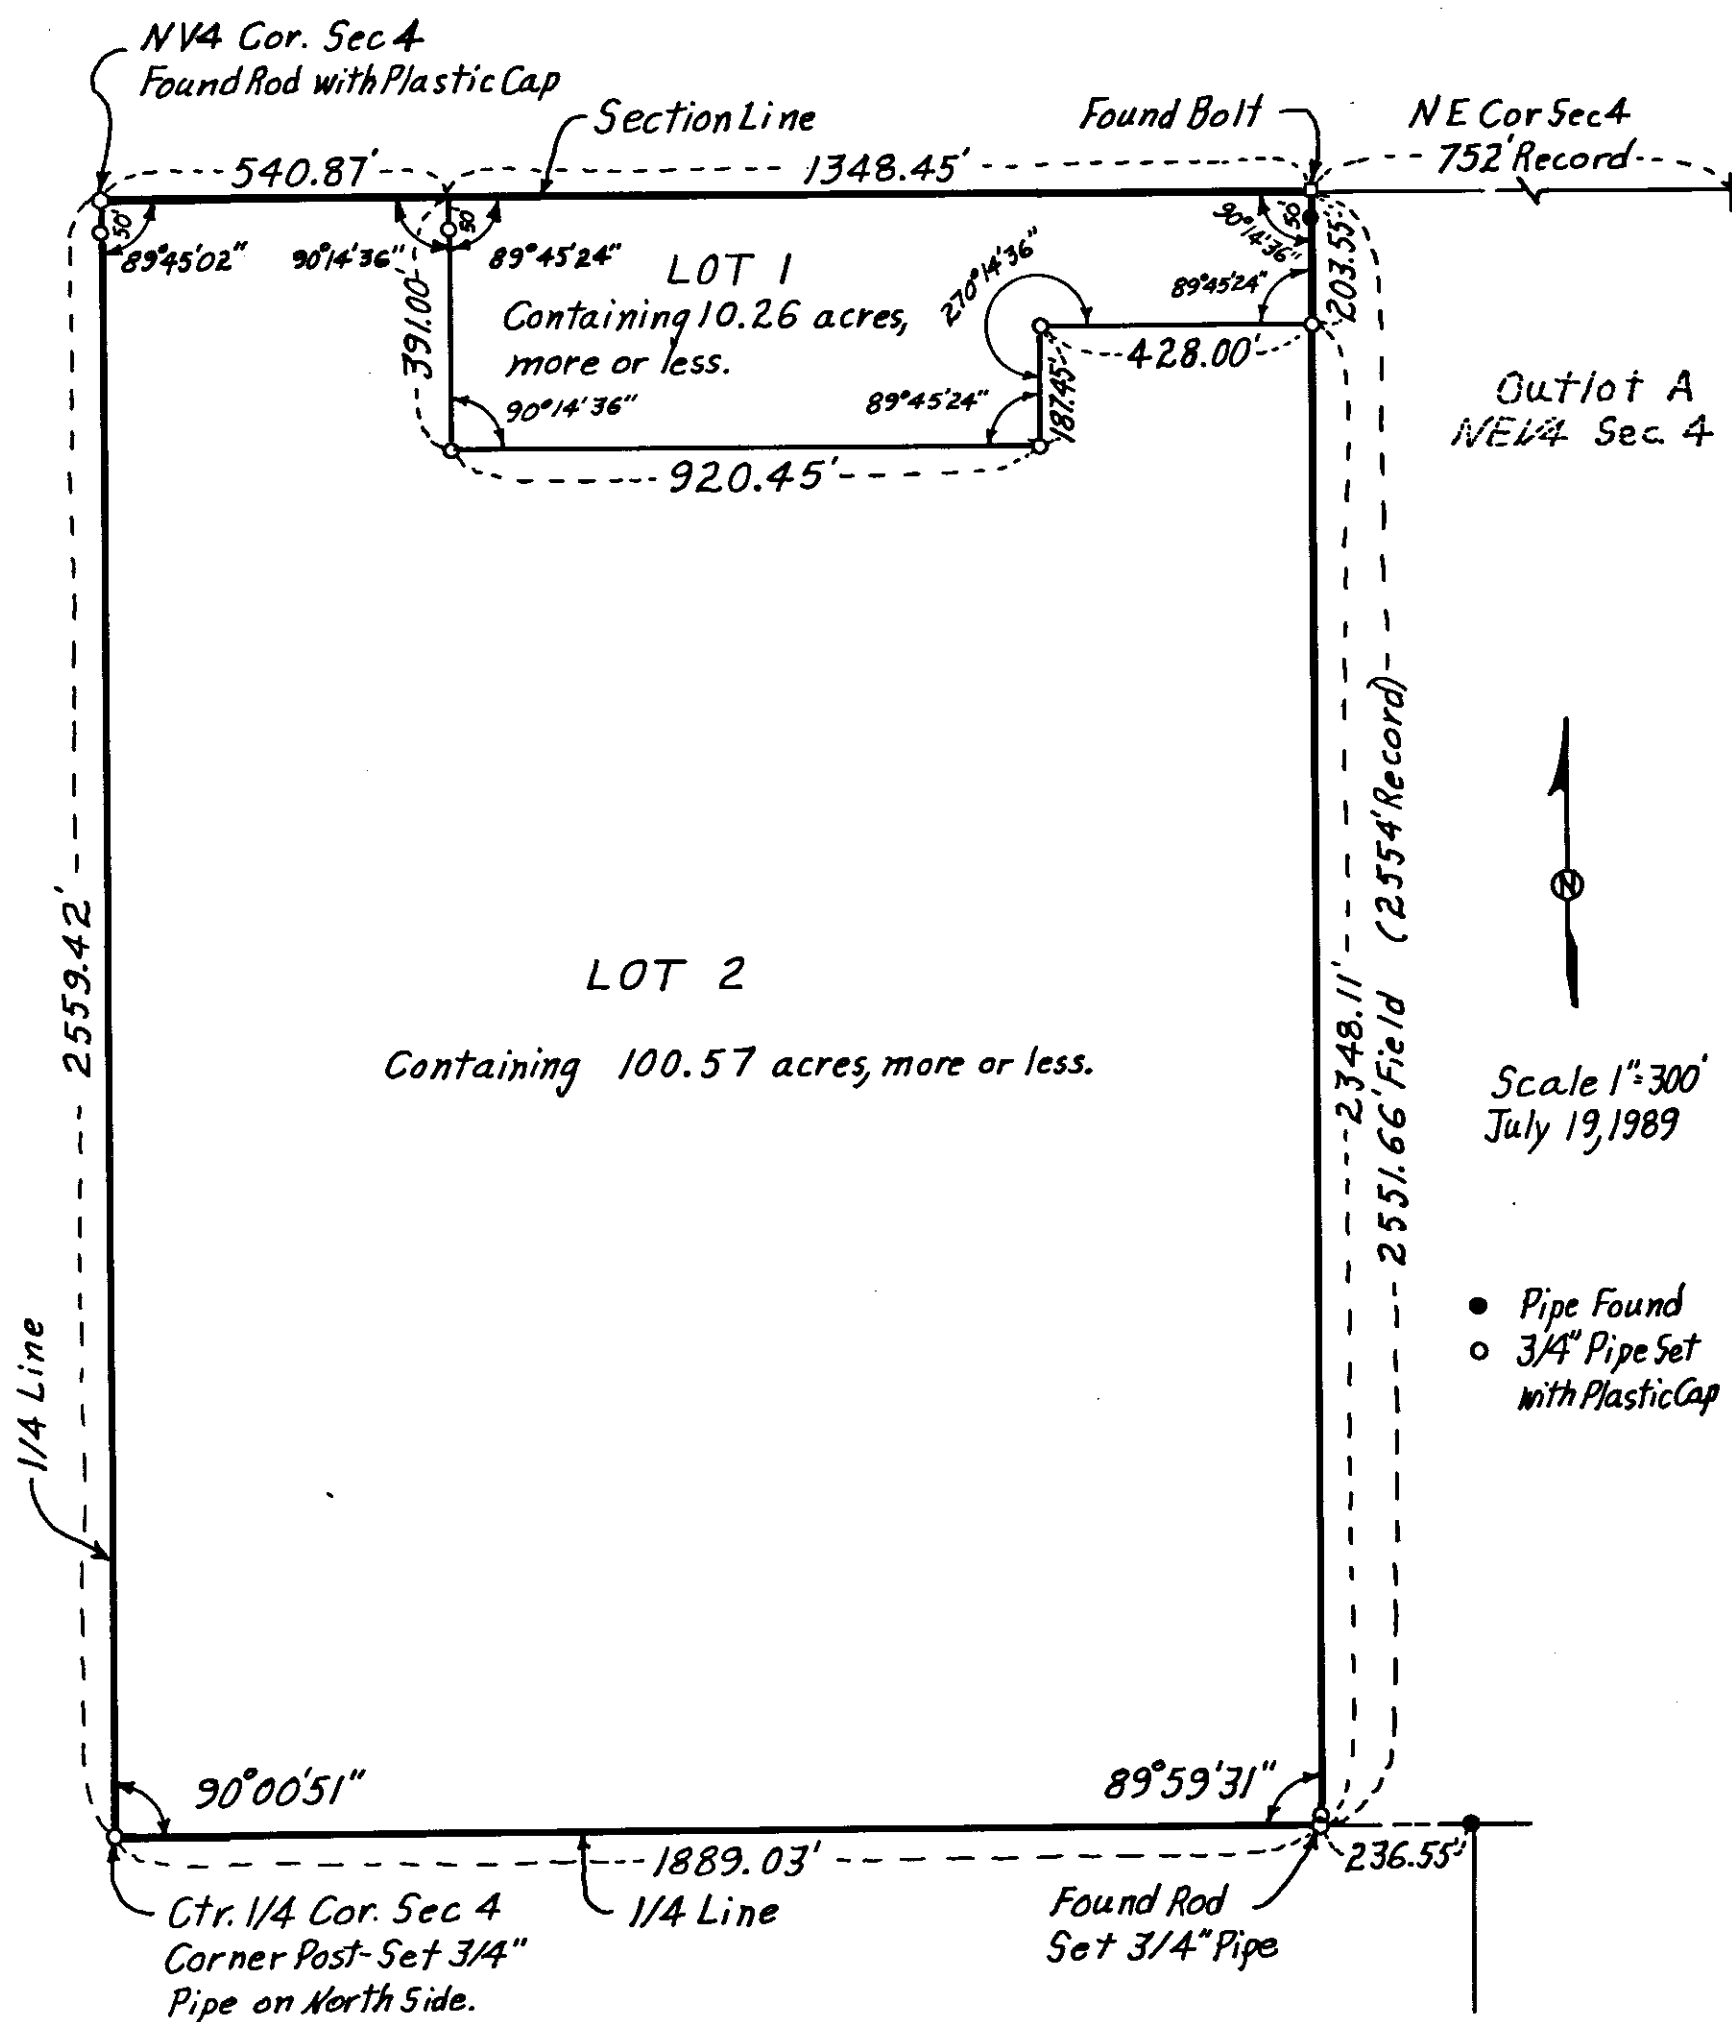 N1/4 Cor. Sec 4
Found Rod with Plastic Cap
Section Line
Found Bolt
NE Cor Sec 4
540.87'
1348.45'
752' Record
50'
50'
50'
89°45'02"
90°14'36"
89°45'24"
90°14'36"
203.55'
LOT 1
Containing 10.26 acres,
more or less.
391.00'
270°14'36"
89°45'24"
428.00'
187.45'
90°14'36"
89°45'24"
920.45'
Outlot A
NE1/4 Sec. 4
2559.42'
LOT 2
Containing 100.57 acres, more or less.
2348.11'
2551.66' Field (2554' Record)
N
Scale 1"=300'
July 19, 1989
Pipe Found
3/4" Pipe Set
with Plastic Cap
1/4 Line
90°00'51"
89°59'31"
1889.03'
236.55'
Ctr. 1/4 Cor. Sec 4
Corner Post-Set 3/4"
Pipe on North Side.
1/4 Line
Found Rod
Set 3/4" Pipe